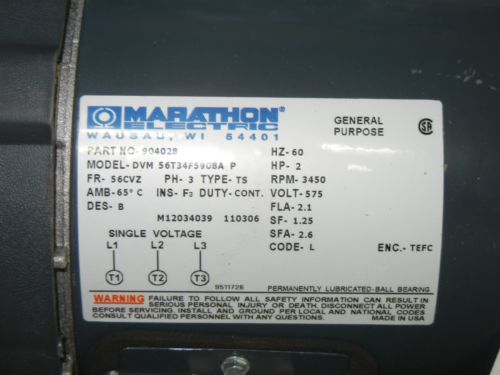 MARATHON
ELECTRIC
WAUSAU, WI 54401
GENERAL
PURPOSE
PART NO- 904028
HZ- 60
MODEL- DVM 56T34F5908A P
HP- 2
FR- 56CVZ PH- 3 TYPE- TS
RPM- 3450
AMB- 65° C INS- F3 DUTY- CONT.
VOLT- 575
DES- B
FLA- 2.1
M12034039 110306
SF- 1.25
SINGLE VOLTAGE
SFA- 2.6
L1 L2 L3
CODE- L ENC.- TEFC
T1 T2 T3
9511726
PERMANENTLY LUBRICATED-BALL BEARING
WARNING FAILURE TO FOLLOW ALL SAFETY INFORMATION CAN RESULT IN
SERIOUS PERSONAL INJURY OR DEATH. DISCONNECT ALL POWER
BEFORE SERVICING. INSTALL AND GROUND PER LOCAL AND NATIONAL CODES
CONSULT QUALIFIED PERSONNEL WITH ANY QUESTIONS. MADE IN USA